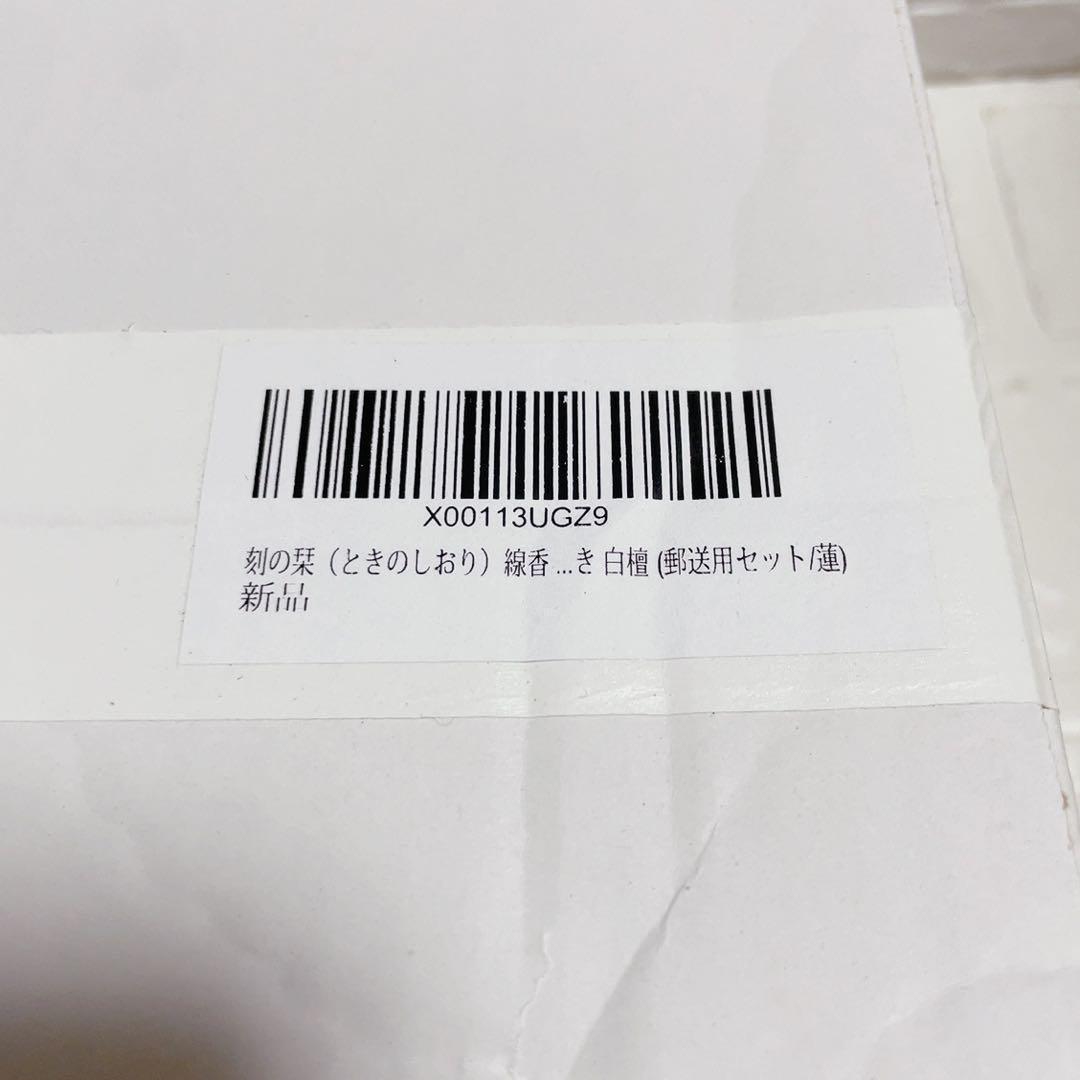 X00113UGZ9
刻の栞（ときのしおり）線香 ...き 白檀 (郵送用セット/蓮)
新品